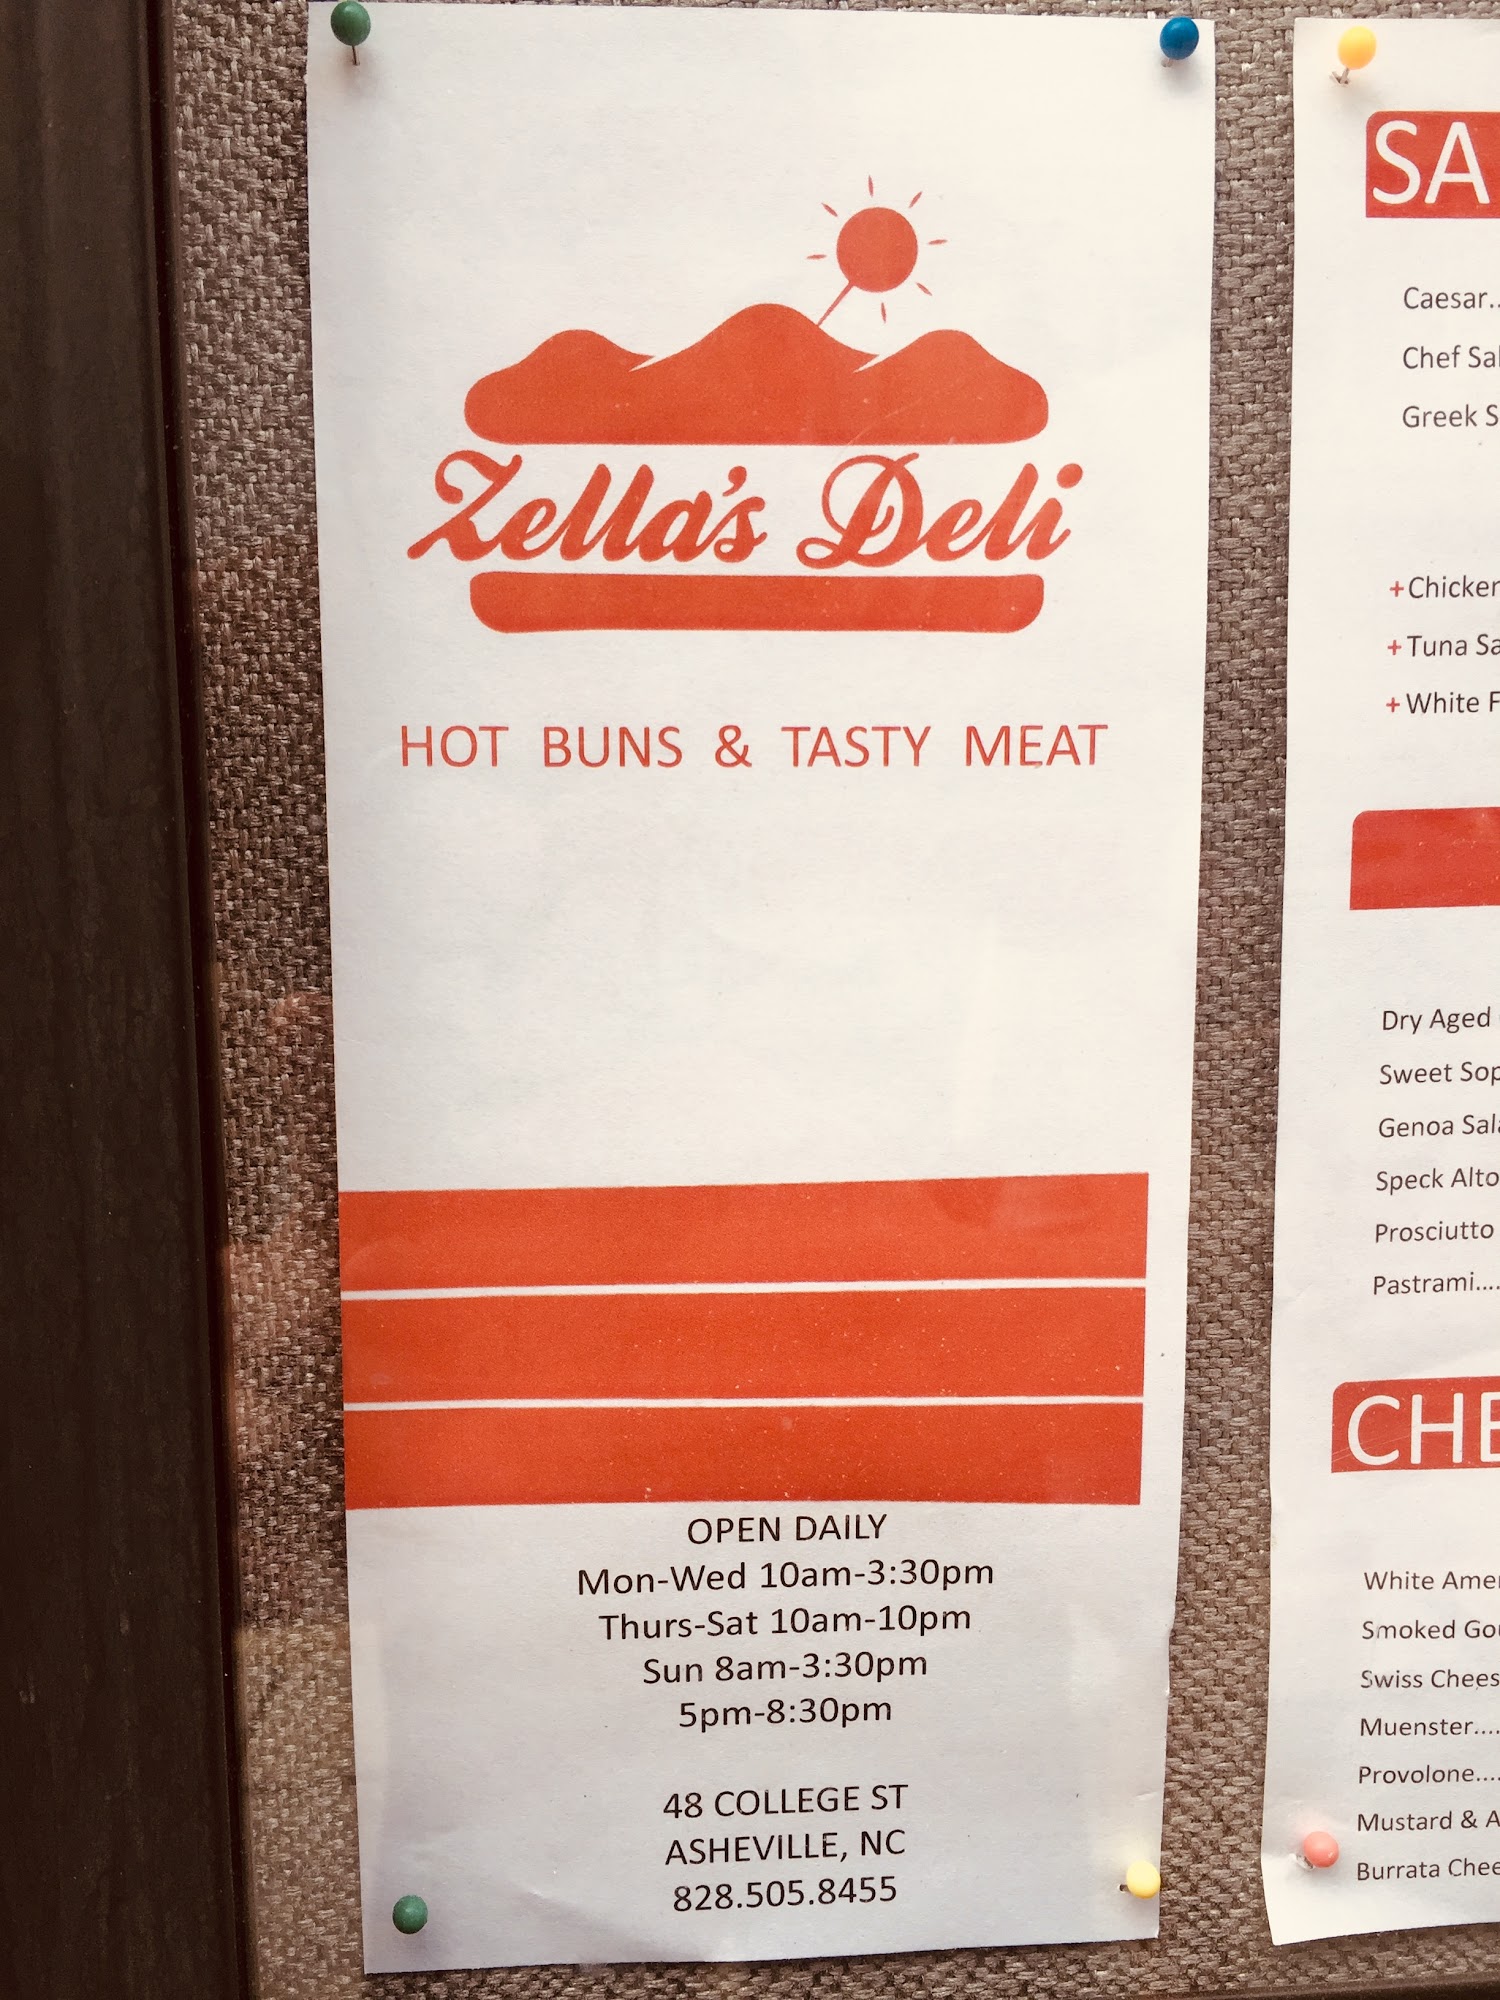 Zella's Deli
HOT BUNS & TASTY MEAT
OPEN DAILY
Mon-Wed 10am-3:30pm
Thurs-Sat 10am-10pm
Sun 8am-3:30pm
5pm-8:30pm
48 COLLEGE ST
ASHEVILLE, NC
828.505.8455
SA
Caesar..
Chef Sal
Greek S
+Chicken
+Tuna Sa
+White F
Dry Aged
Sweet Sop
Genoa Sala
Speck Alto
Prosciutto
Pastrami....
CHE
White Amer
Smoked Gou
Swiss Chees
Muenster....
Provolone....
Mustard & A
Burrata Chee